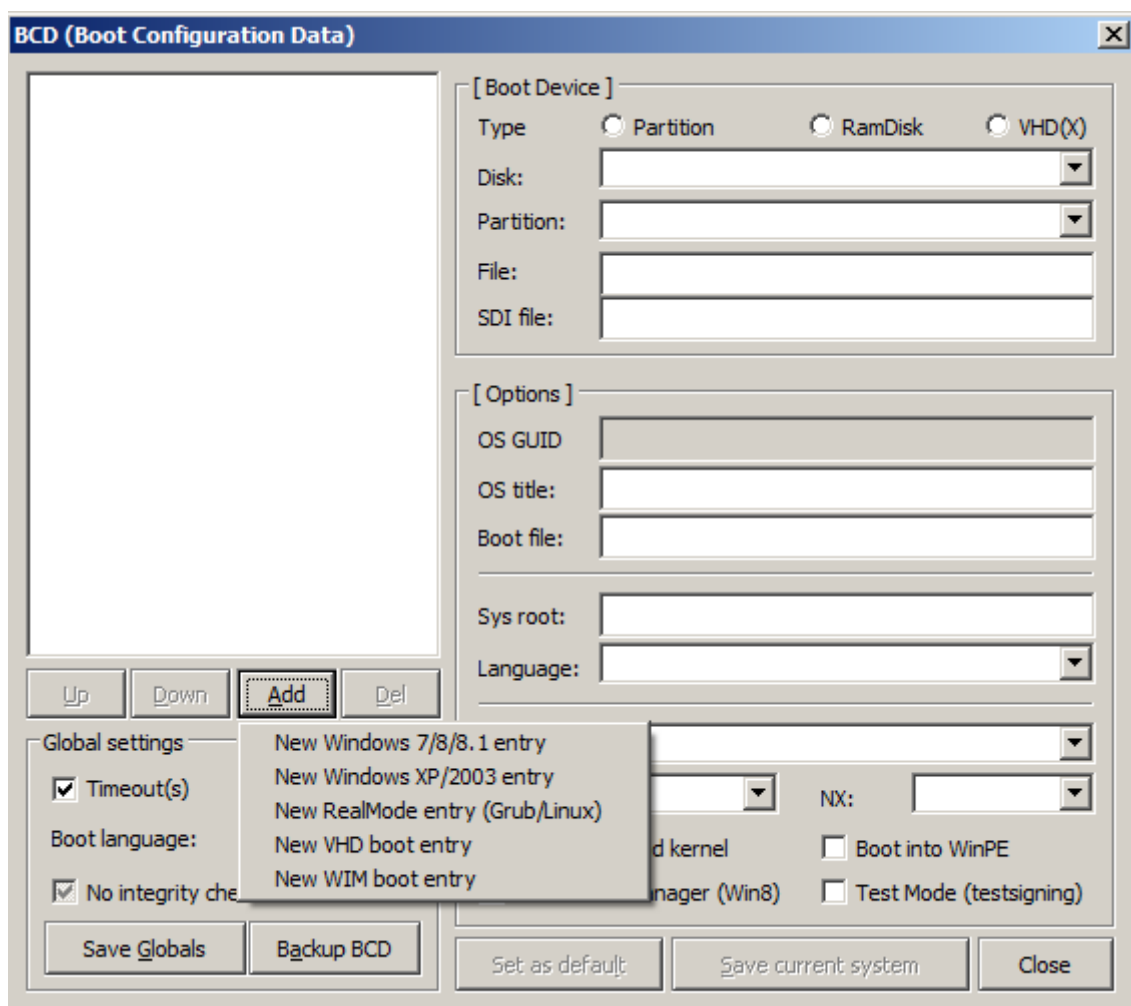 BCD (Boot Configuration Data)
[ Boot Device ]
Type Partition RamDisk VHD(X)
Disk:
Partition:
File:
SDI file:
[ Options ]
OS GUID
OS title:
Boot file:
Sys root:
Language:
Up Down Add Del
Global settings
Timeout(s)
Boot language:
No integrity che
New Windows 7/8/8.1 entry
New Windows XP/2003 entry
New RealMode entry (Grub/Linux)
New VHD boot entry
New WIM boot entry
NX:
d kernel Boot into WinPE
nager (Win8) Test Mode (testsigning)
Save Globals Backup BCD
Set as default Save current system Close